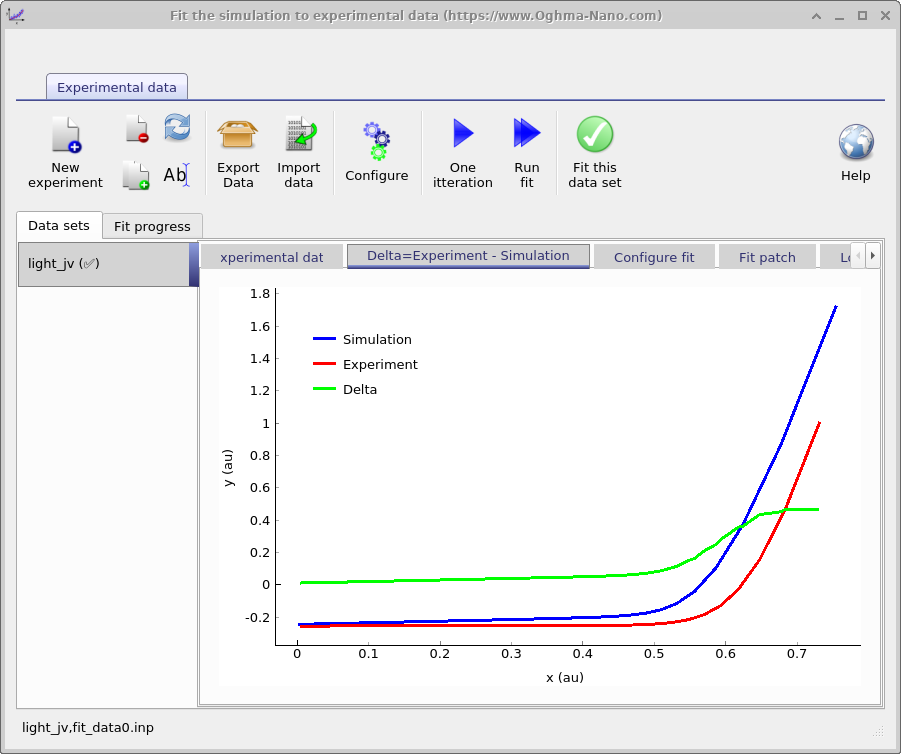 Fit the simulation to experimental data (https://www.Oghma-Nano.com)
Experimental data
New experiment
Ab
Export Data
Import data
Configure
One itteration
Run fit
Fit this data set
Help
Data sets
Fit progress
light_jv (✅)
xperimental dat
Delta=Experiment - Simulation
Configure fit
Fit patch
Lo
1.8
1.6
1.4
1.2
1
0.8
0.6
0.4
0.2
0
-0.2
y (au)
Simulation
Experiment
Delta
0
0.1
0.2
0.3
0.4
0.5
0.6
0.7
x (au)
light_jv,fit_data0.inp